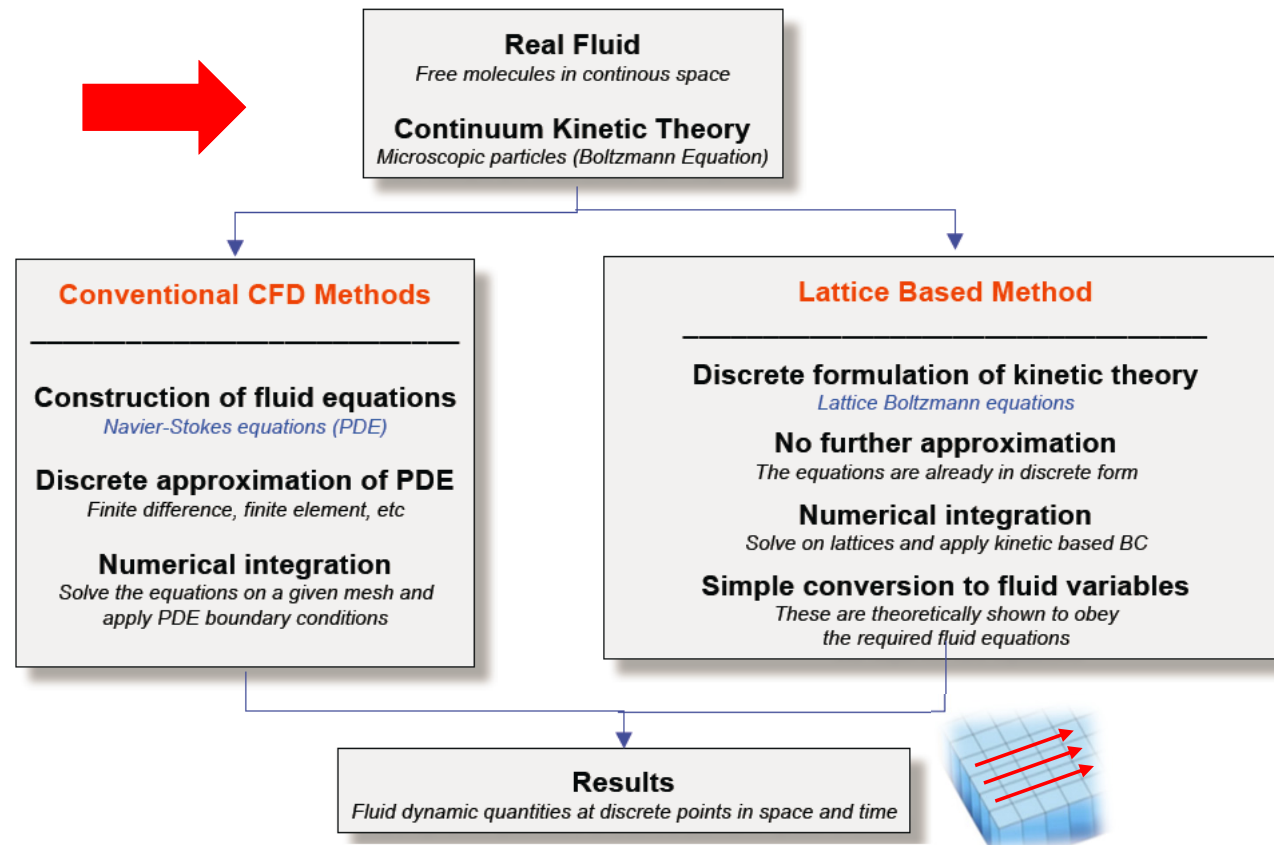 Real Fluid
Free molecules in continous space
Continuum Kinetic Theory
Microscopic particles (Boltzmann Equation)
Conventional CFD Methods
Construction of fluid equations
Navier-Stokes equations (PDE)
Discrete approximation of PDE
Finite difference, finite element, etc
Numerical integration
Solve the equations on a given mesh and
apply PDE boundary conditions
Lattice Based Method
Discrete formulation of kinetic theory
Lattice Boltzmann equations
No further approximation
The equations are already in discrete form
Numerical integration
Solve on lattices and apply kinetic based BC
Simple conversion to fluid variables
These are theoretically shown to obey
the required fluid equations
Results
Fluid dynamic quantities at discrete points in space and time